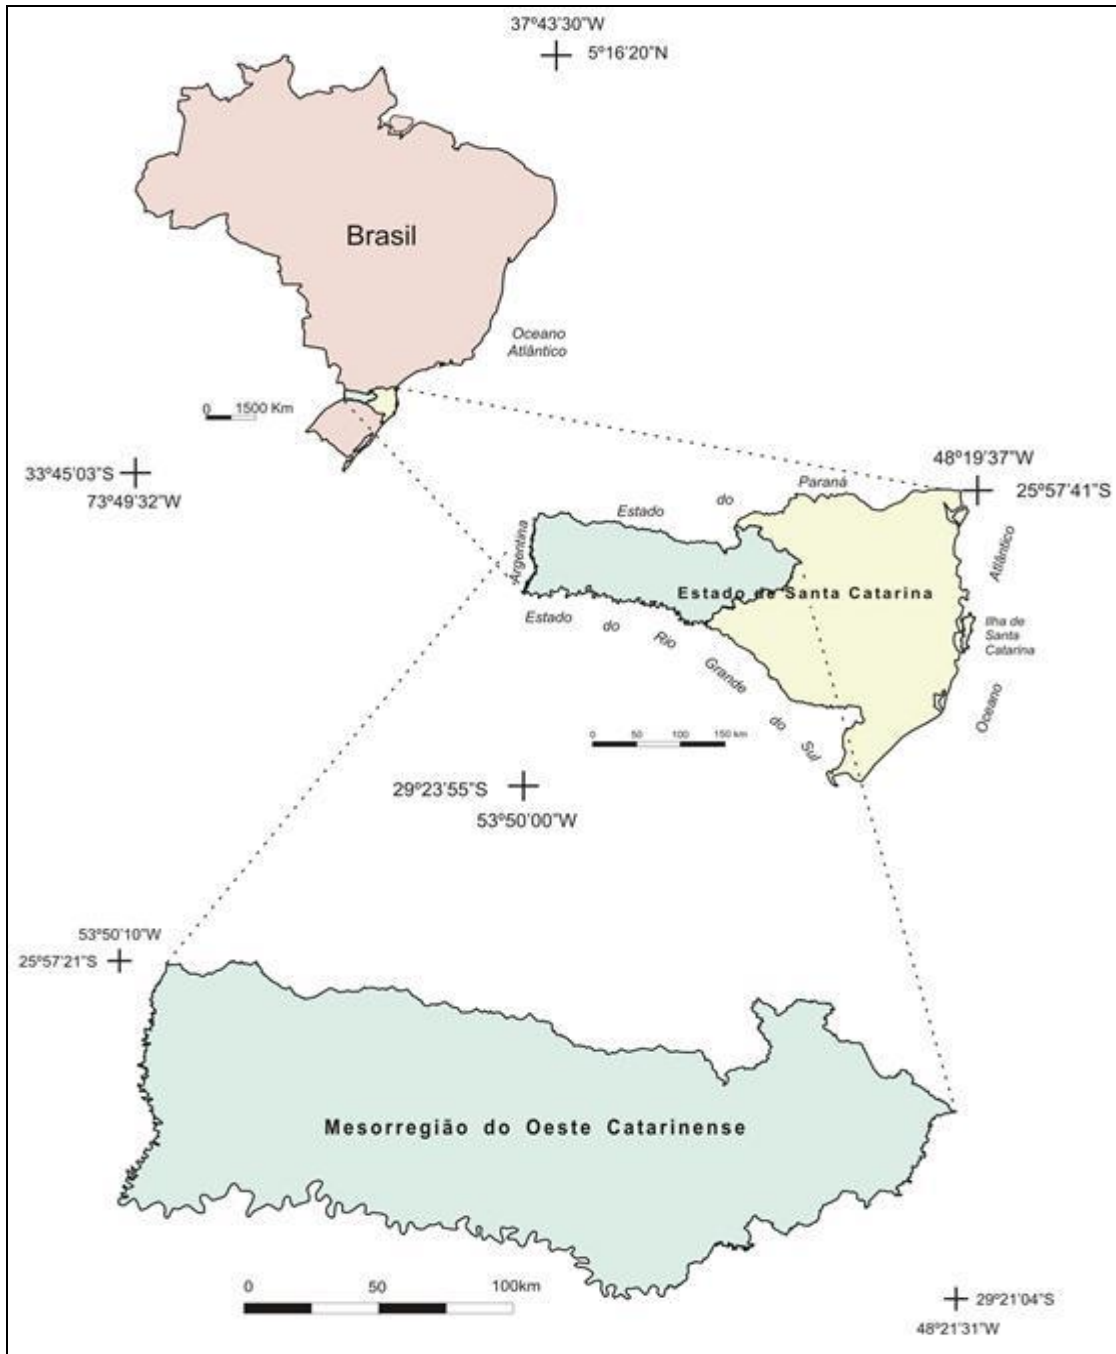 37º43'30"W
5º16'20"N
Brasil
Oceano
Atlântico
0 1500 Km
33º45'03"S
73º49'32"W
48º19'37"W
25º57'41"S
Estado do Paraná
Argentina
Atlântico
Estado de Santa Catarina
Estado do Rio Grande do Sul
Ilha de
Santa
Catarina
Oceano
0 50 100 150 km
29º23'55"S
53º50'00"W
53º50'10"W
25º57'21"S
Mesorregião do Oeste Catarinense
0 50 100km
29º21'04"S
48º21'31"W